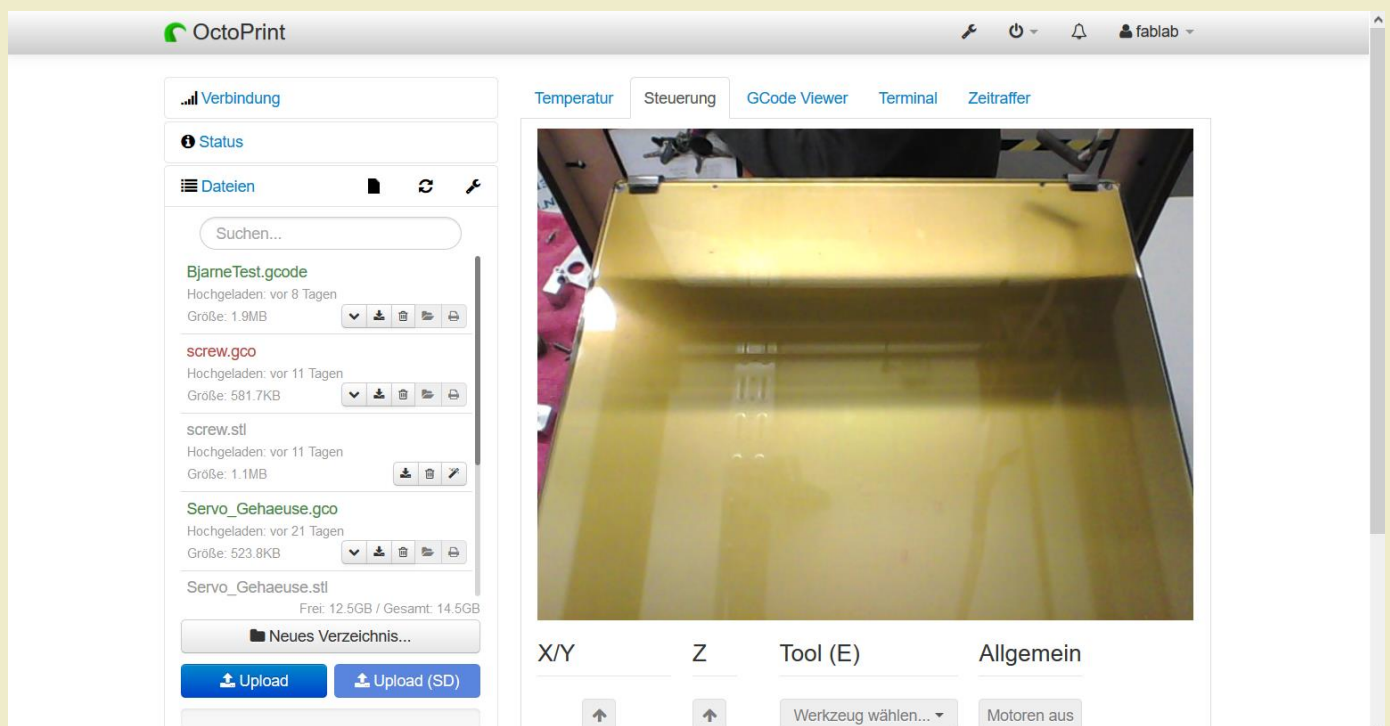 OctoPrint
fablab
Verbindung
Status
Dateien
Suchen...
BjarneTest.gcode
Hochgeladen: vor 8 Tagen
Größe: 1.9MB
screw.gco
Hochgeladen: vor 11 Tagen
Größe: 581.7KB
screw.stl
Hochgeladen: vor 11 Tagen
Größe: 1.1MB
Servo_Gehaeuse.gco
Hochgeladen: vor 21 Tagen
Größe: 523.8KB
Servo_Gehaeuse.stl
Frei: 12.5GB / Gesamt: 14.5GB
Neues Verzeichnis...
Upload Upload (SD)
Temperatur Steuerung GCode Viewer Terminal Zeitraffer
X/Y Z Tool (E) Allgemein
Werkzeug wählen... Motoren aus